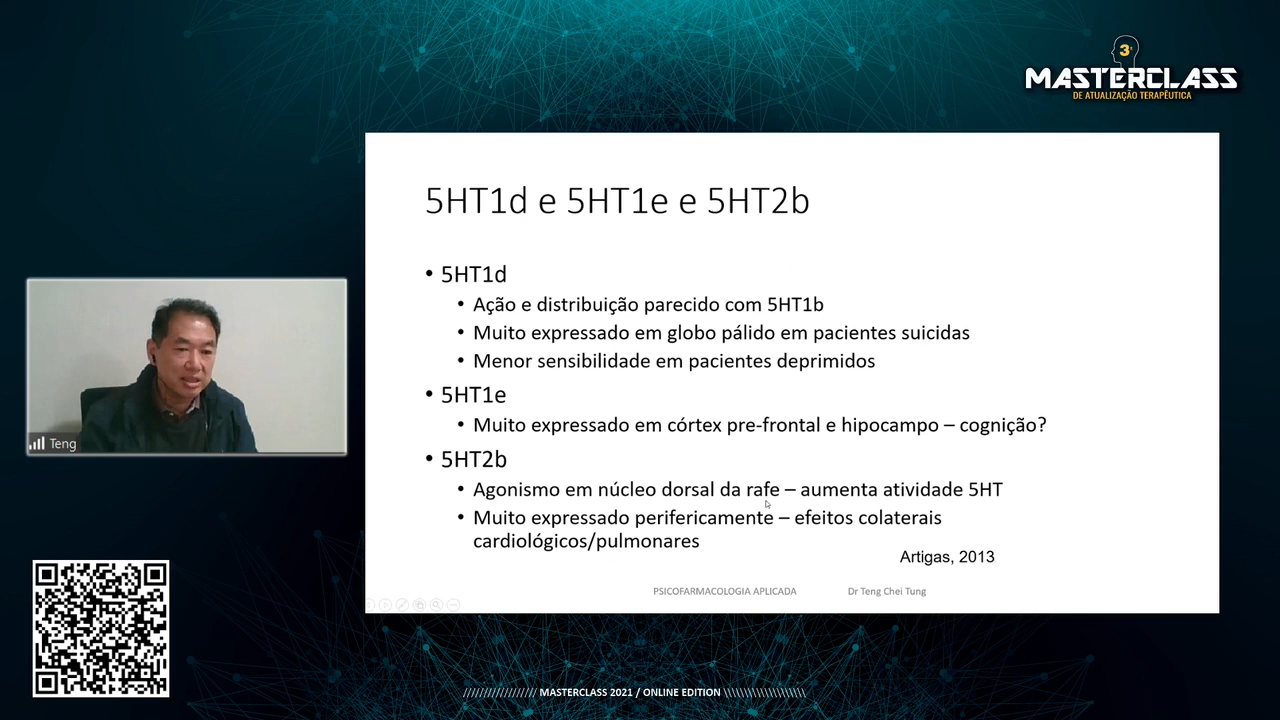 3ª
MASTERCLASS
DE ATUALIZAÇÃO TERAPÊUTICA
5HT1d e 5HT1e e 5HT2b
• 5HT1d
• Ação e distribuição parecido com 5HT1b
• Muito expressado em globo pálido em pacientes suicidas
• Menor sensibilidade em pacientes deprimidos
• 5HT1e
• Muito expressado em córtex pre-frontal e hipocampo – cognição?
• 5HT2b
• Agonismo em núcleo dorsal da rafe – aumenta atividade 5HT
• Muito expressado perifericamente – efeitos colaterais
cardiológicos/pulmonares
Artigas, 2013
PSICOFARMACOLOGIA APLICADA Dr Teng Chei Tung
Teng
////////////////// MASTERCLASS 2021 / ONLINE EDITION \\\\\\\\\\\\\\\\\\\\